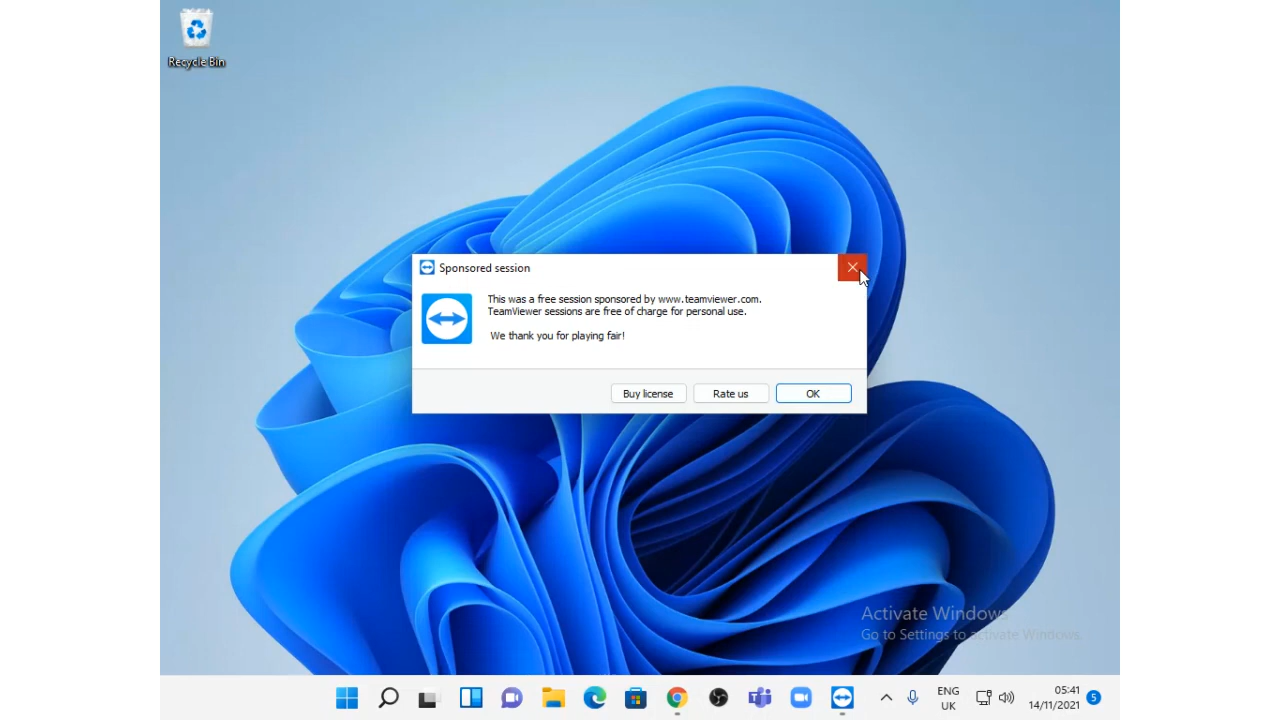 Recycle Bin
Sponsored session
This was a free session sponsored by www.teamviewer.com.
TeamViewer sessions are free of charge for personal use.
We thank you for playing fair!
Buy license
Rate us
OK
Activate Windows
Go to Settings to activate Windows.
ENG
UK
05:41
14/11/2021
5